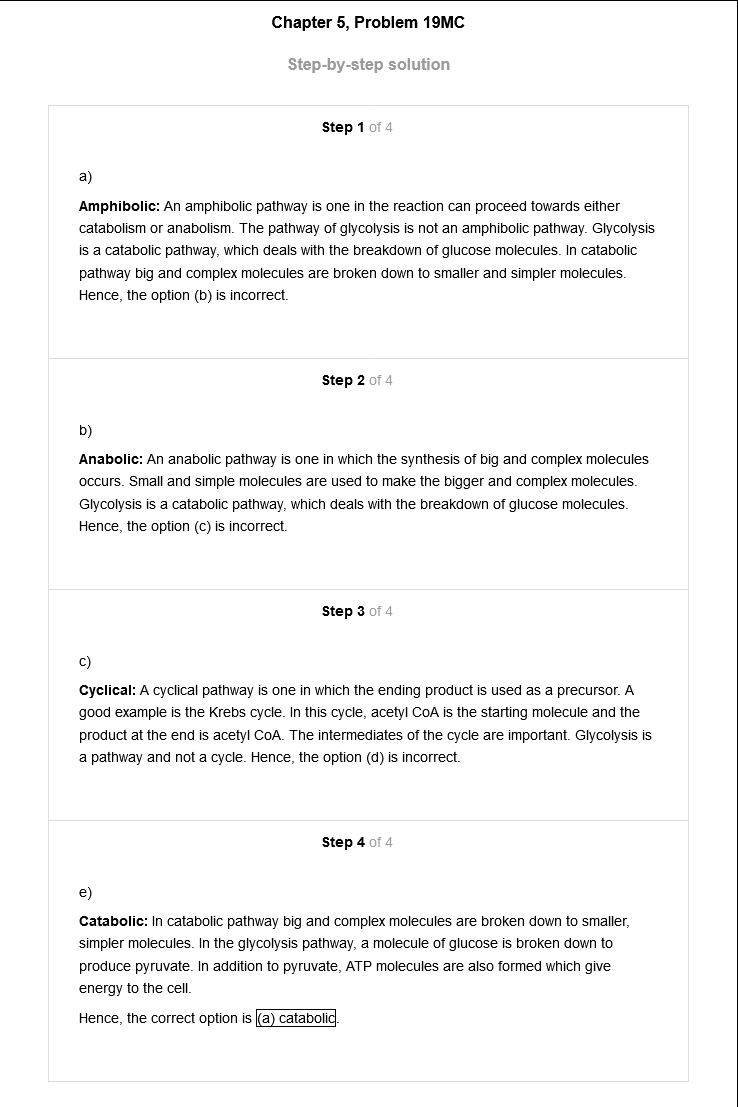 Chapter 5, Problem 19MC
Step-by-step solution
Step 1 of 4
a)
Amphibolic: An amphibolic pathway is one in the reaction can proceed towards either
catabolism or anabolism. The pathway of glycolysis is not an amphibolic pathway. Glycolysis
is a catabolic pathway, which deals with the breakdown of glucose molecules. In catabolic
pathway big and complex molecules are broken down to smaller and simpler molecules.
Hence, the option (b) is incorrect.
Step 2 of 4
b)
Anabolic: An anabolic pathway is one in which the synthesis of big and complex molecules
occurs. Small and simple molecules are used to make the bigger and complex molecules.
Glycolysis is a catabolic pathway, which deals with the breakdown of glucose molecules.
Hence, the option (c) is incorrect.
Step 3 of 4
c)
Cyclical: A cyclical pathway is one in which the ending product is used as a precursor. A
good example is the Krebs cycle. In this cycle, acetyl CoA is the starting molecule and the
product at the end is acetyl CoA. The intermediates of the cycle are important. Glycolysis is
a pathway and not a cycle. Hence, the option (d) is incorrect.
Step 4 of 4
e)
Catabolic: In catabolic pathway big and complex molecules are broken down to smaller,
simpler molecules. In the glycolysis pathway, a molecule of glucose is broken down to
produce pyruvate. In addition to pyruvate, ATP molecules are also formed which give
energy to the cell.
Hence, the correct option is (a) catabolic.